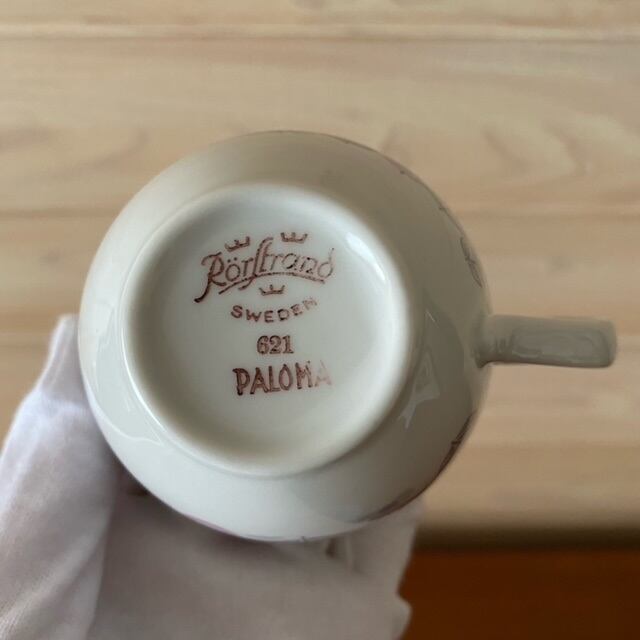 Rörstrand
SWEDEN
621
PALOMA